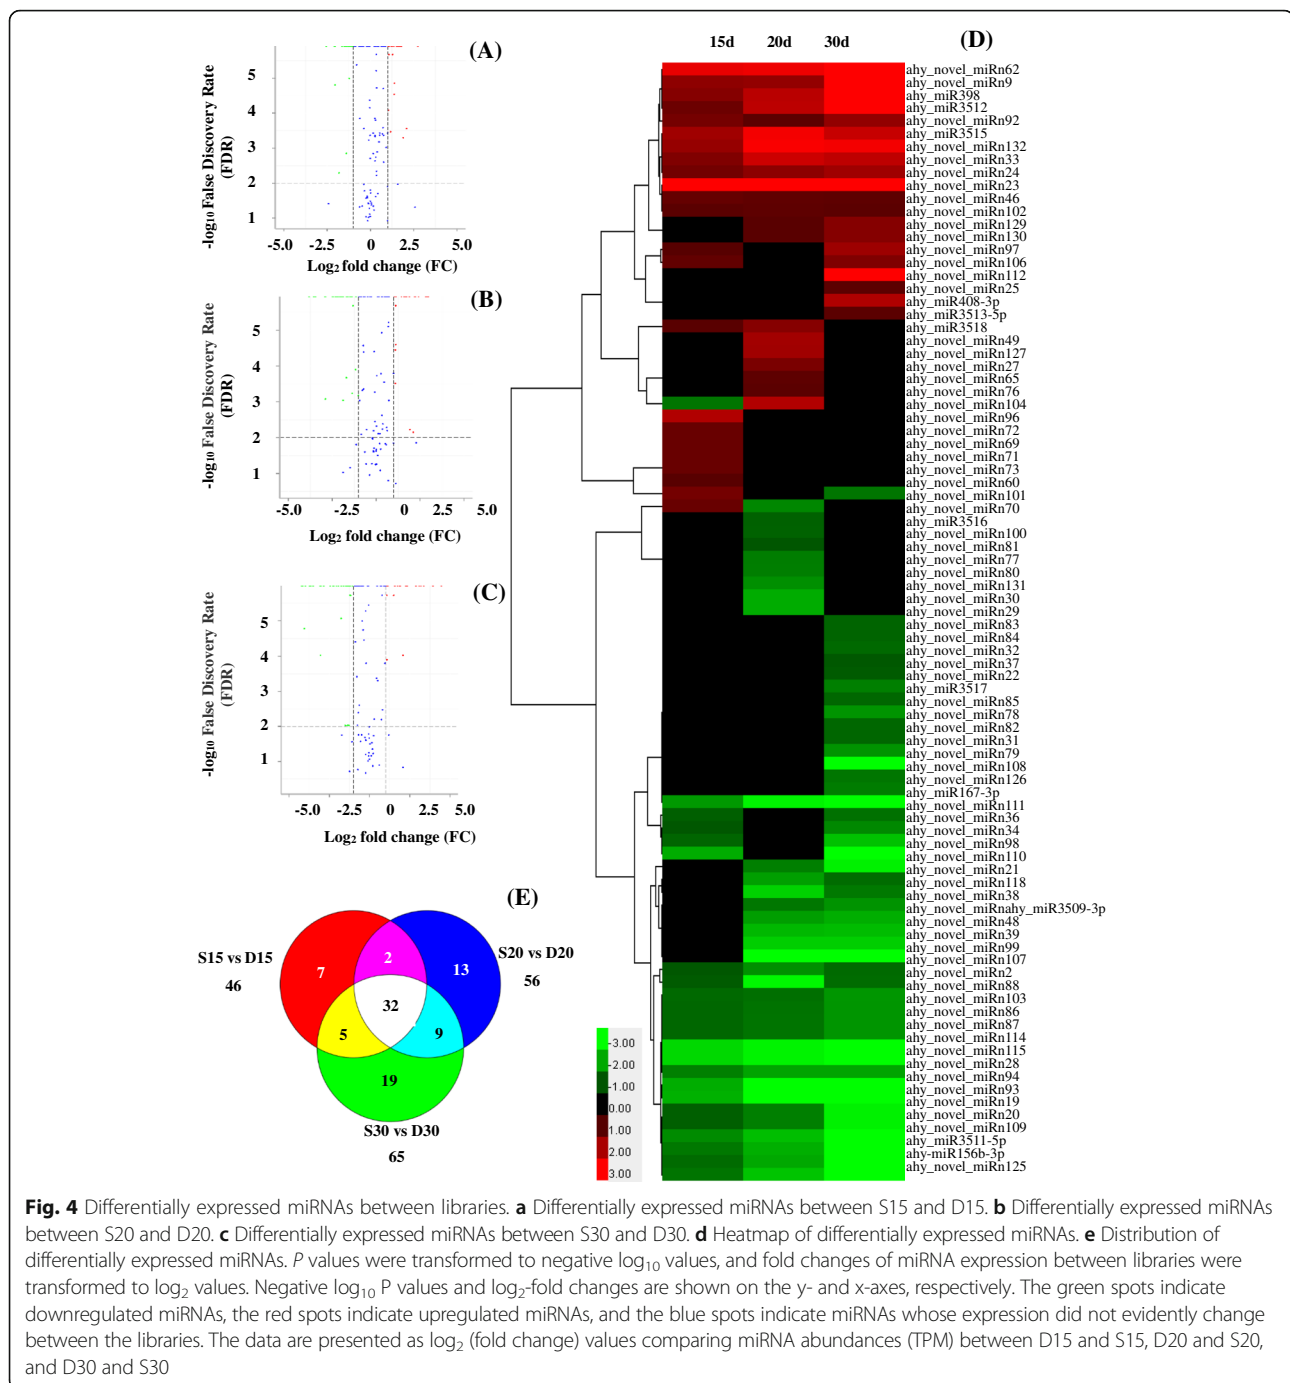 (A)
-log10 False Discovery Rate
(FDR)
5
4
3
2
1
-5.0 -2.5 0 2.5 5.0
Log2 fold change (FC)
(B)
-log10 False Discovery Rate
(FDR)
5
4
3
2
1
-5.0 -2.5 0 2.5 5.0
Log2 fold change (FC)
(C)
-log10 False Discovery Rate
(FDR)
5
4
3
2
1
-5.0 -2.5 0 2.5 5.0
Log2 fold change (FC)
(D)
15d 20d 30d
ahy_novel_miRn62
ahy_novel_miRn9
ahy_miR398
ahy_miR3512
ahy_novel_miRn92
ahy_miR3515
ahy_novel_miRn132
ahy_novel_miRn33
ahy_novel_miRn24
ahy_novel_miRn23
ahy_novel_miRn46
ahy_novel_miRn102
ahy_novel_miRn129
ahy_novel_miRn130
ahy_novel_miRn97
ahy_novel_miRn106
ahy_novel_miRn112
ahy_novel_miRn25
ahy_miR408-3p
ahy_miR3513-5p
ahy_miR3518
ahy_novel_miRn49
ahy_novel_miRn127
ahy_novel_miRn27
ahy_novel_miRn65
ahy_novel_miRn76
ahy_novel_miRn104
ahy_novel_miRn96
ahy_novel_miRn72
ahy_novel_miRn69
ahy_novel_miRn71
ahy_novel_miRn73
ahy_novel_miRn60
ahy_novel_miRn101
ahy_novel_miRn70
ahy_miR3516
ahy_novel_miRn100
ahy_novel_miRn81
ahy_novel_miRn77
ahy_novel_miRn80
ahy_novel_miRn131
ahy_novel_miRn30
ahy_novel_miRn29
ahy_novel_miRn83
ahy_novel_miRn84
ahy_novel_miRn32
ahy_novel_miRn37
ahy_novel_miRn22
ahy_miR3517
ahy_novel_miRn85
ahy_novel_miRn78
ahy_novel_miRn82
ahy_novel_miRn31
ahy_novel_miRn79
ahy_novel_miRn108
ahy_novel_miRn126
ahy_miR167-3p
ahy_novel_miRn111
ahy_novel_miRn36
ahy_novel_miRn34
ahy_novel_miRn98
ahy_novel_miRn110
ahy_novel_miRn21
ahy_novel_miRn118
ahy_novel_miRn38
ahy_novel_miRnahy_miR3509-3p
ahy_novel_miRn48
ahy_novel_miRn39
ahy_novel_miRn99
ahy_novel_miRn107
ahy_novel_miRn2
ahy_novel_miRn88
ahy_novel_miRn103
ahy_novel_miRn86
ahy_novel_miRn87
ahy_novel_miRn114
ahy_novel_miRn115
ahy_novel_miRn28
ahy_novel_miRn94
ahy_novel_miRn93
ahy_novel_miRn19
ahy_novel_miRn20
ahy_novel_miRn109
ahy_miR3511-5p
ahy-miR156b-3p
ahy_novel_miRn125
-3.00
-2.00
-1.00
0.00
1.00
2.00
3.00
(E)
S15 vs D15
46
S20 vs D20
56
7
2
13
32
5
9
19
S30 vs D30
65
Fig. 4 Differentially expressed miRNAs between libraries. a Differentially expressed miRNAs between S15 and D15. b Differentially expressed miRNAs
between S20 and D20. c Differentially expressed miRNAs between S30 and D30. d Heatmap of differentially expressed miRNAs. e Distribution of
differentially expressed miRNAs. P values were transformed to negative log10 values, and fold changes of miRNA expression between libraries were
transformed to log2 values. Negative log10 P values and log2-fold changes are shown on the y- and x-axes, respectively. The green spots indicate
downregulated miRNAs, the red spots indicate upregulated miRNAs, and the blue spots indicate miRNAs whose expression did not evidently change
between the libraries. The data are presented as log2 (fold change) values comparing miRNA abundances (TPM) between D15 and S15, D20 and S20,
and D30 and S30